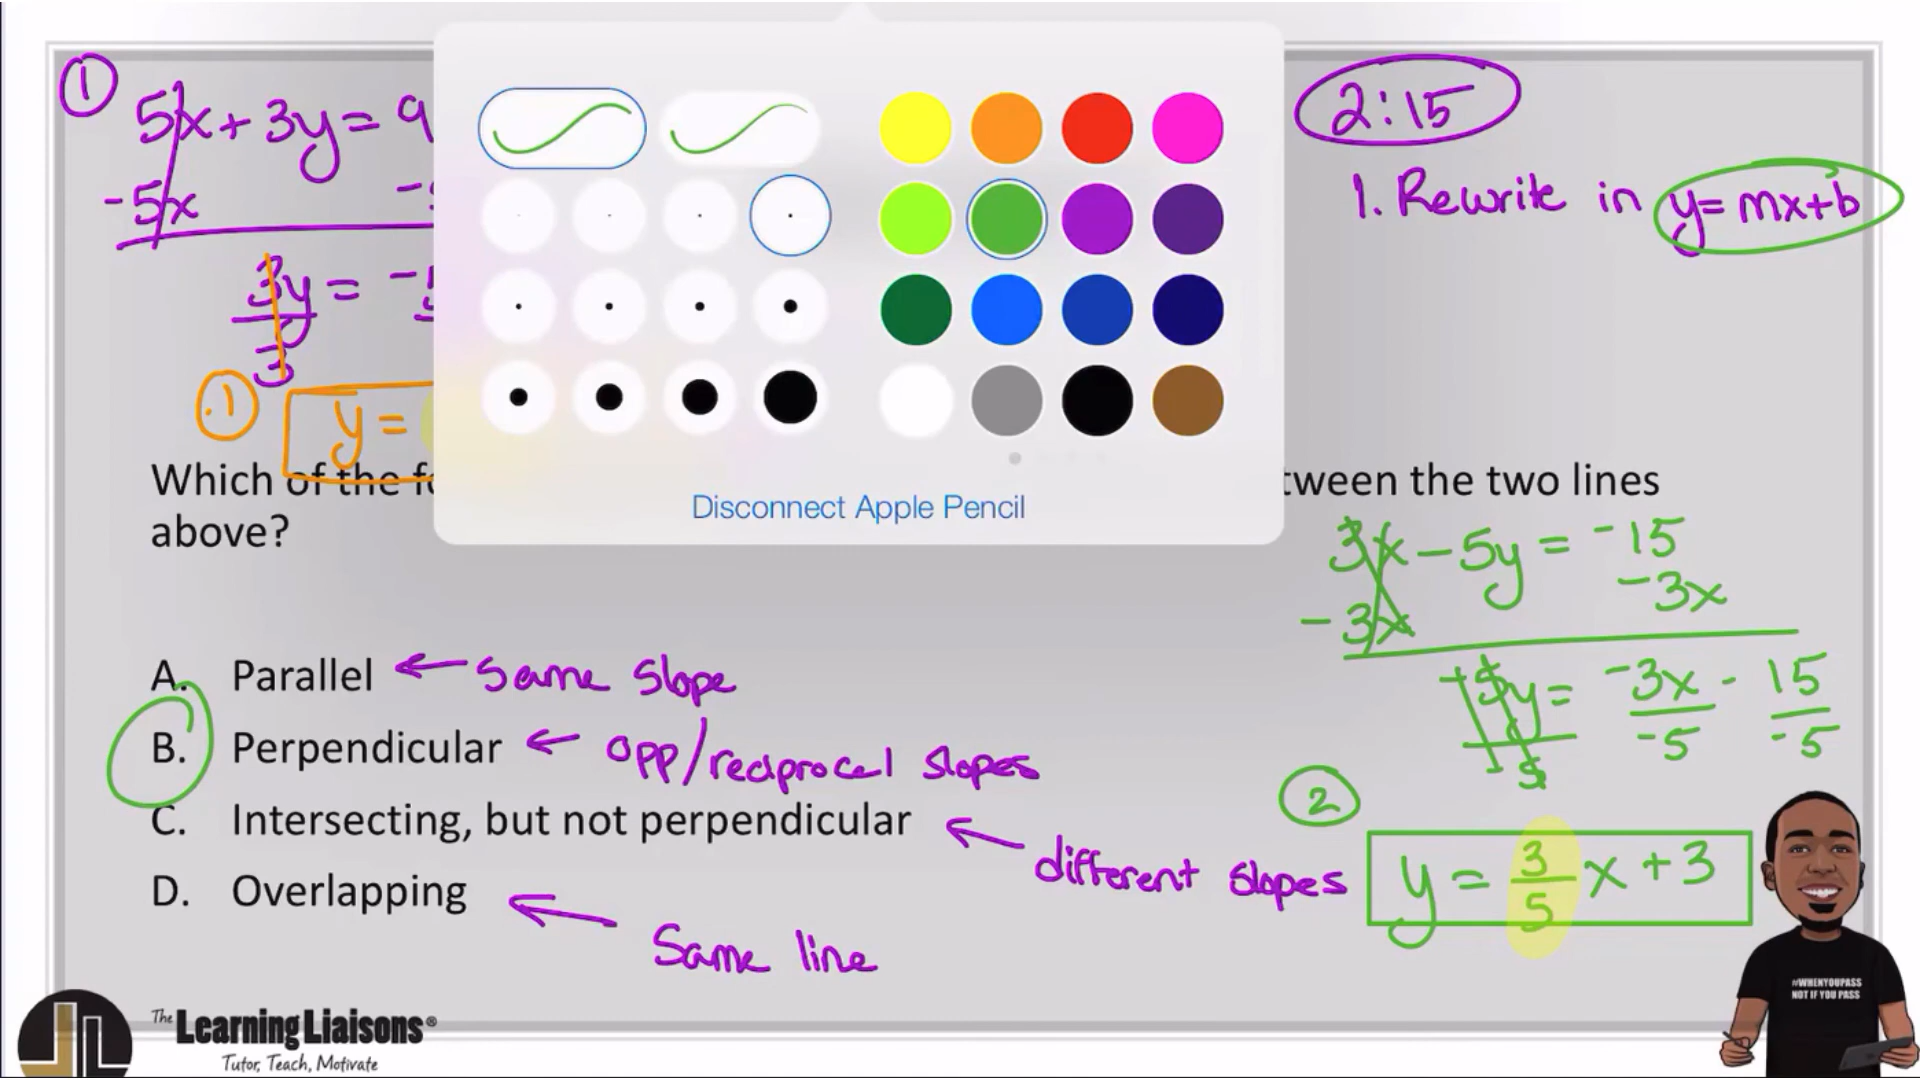 ①
5x + 3y = 9
-5x -5
3y = -5
3
① y =
2:15
1. Rewrite in y=mx+b
Disconnect Apple Pencil
Which of the fo tween the two lines
above?
3x - 5y = -15
-3x -3x
-5y = -3x - 15
-5 -5 -5
② y = 3/5 x + 3
A. Parallel ← same slope
B. Perpendicular ← opp/reciprocal slopes
C. Intersecting, but not perpendicular ← different slopes
D. Overlapping ← Same line
#WHENYOUPASS
NOT IF YOU PASS
The Learning Liaisons®
Tutor, Teach, Motivate